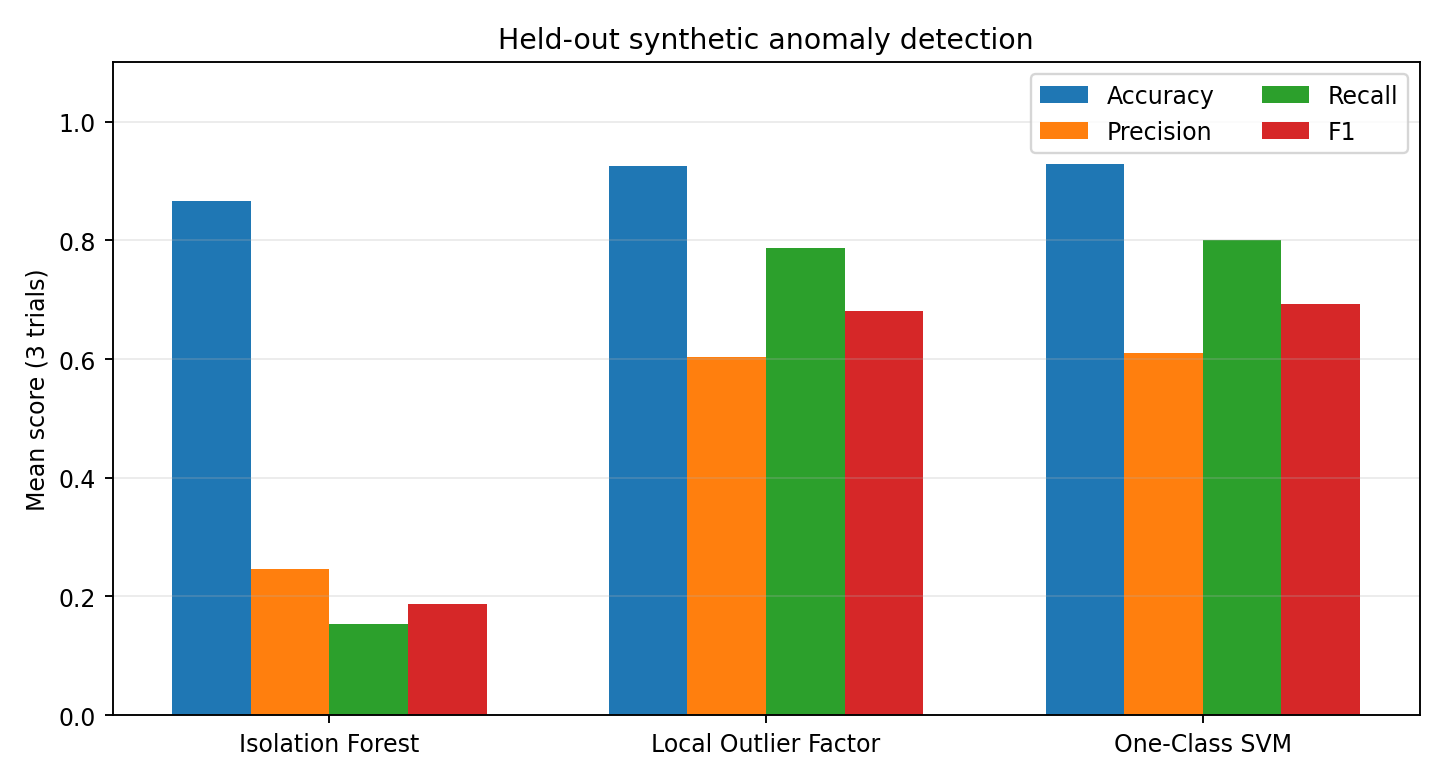 Held-out synthetic anomaly detection
Accuracy
Precision
Recall
F1
Mean score (3 trials)
1.0
0.8
0.6
0.4
0.2
0.0
Isolation Forest
Local Outlier Factor
One-Class SVM